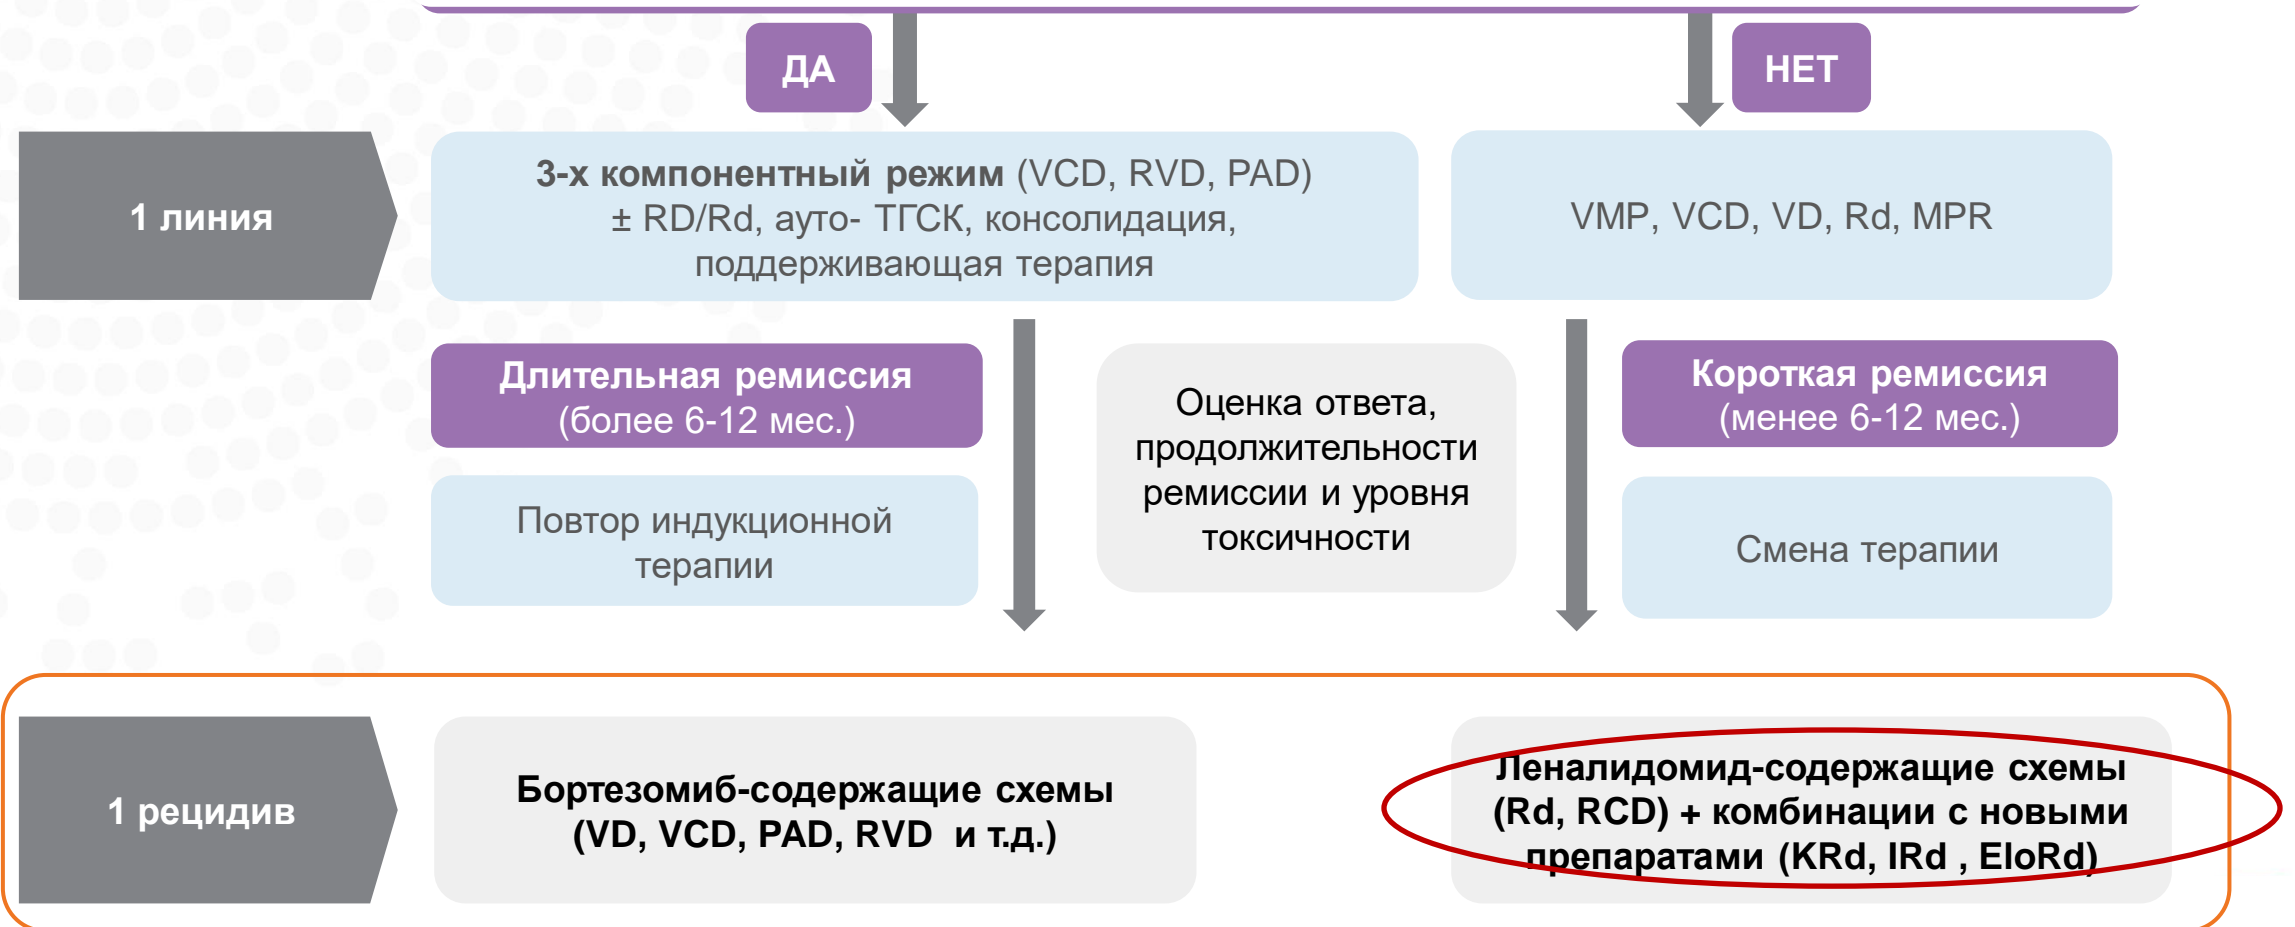 ДА
НЕТ
1 линия
3-х компонентный режим (VCD, RVD, PAD)
± RD/Rd, ауто- ТГСК, консолидация,
поддерживающая терапия
VMP, VCD, VD, Rd, MPR
Длительная ремиссия
(более 6-12 мес.)
Повтор индукционной
терапии
Оценка ответа,
продолжительности
ремиссии и уровня
токсичности
Короткая ремиссия
(менее 6-12 мес.)
Смена терапии
1 рецидив
Бортезомиб-содержащие схемы
(VD, VCD, PAD, RVD и т.д.)
Леналидомид-содержащие схемы
(Rd, RCD) + комбинации с новыми
препаратами (KRd, IRd , EloRd)